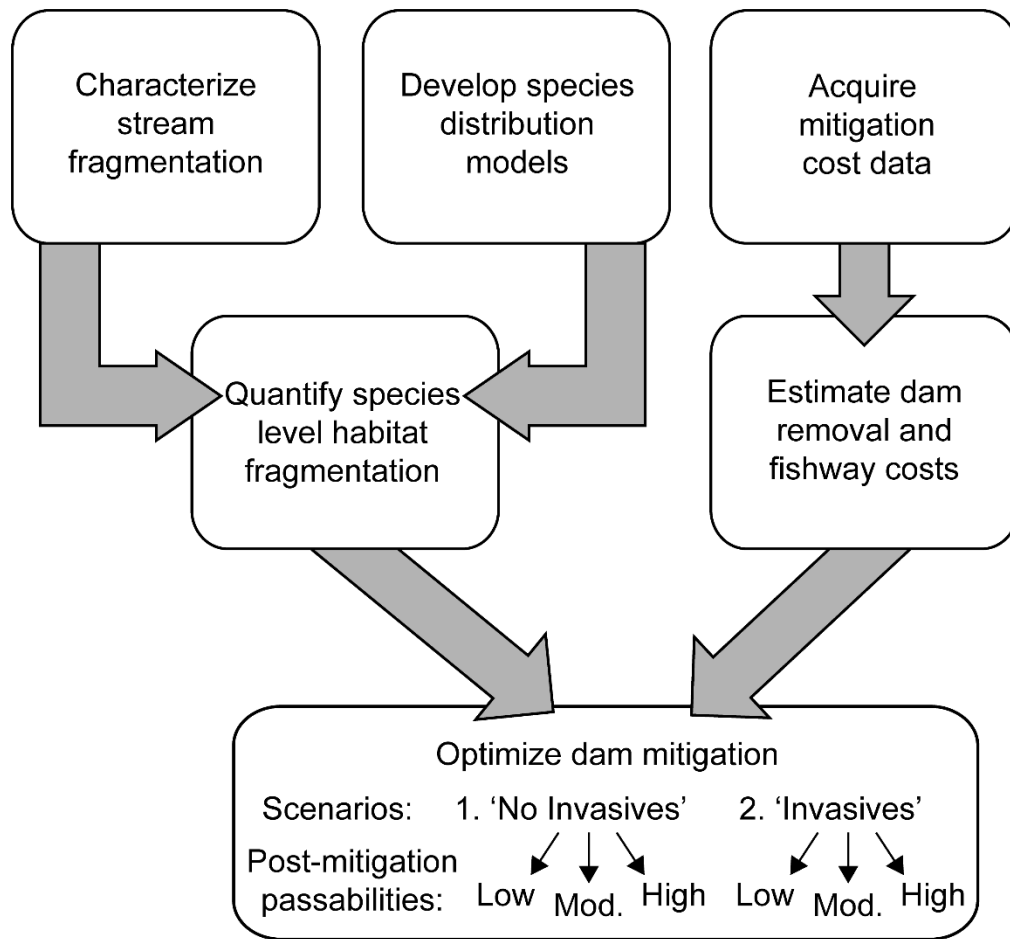 Characterize
stream
fragmentation
Develop species
distribution
models
Acquire
mitigation
cost data
Quantify species
level habitat
fragmentation
Estimate dam
removal and
fishway costs
Optimize dam mitigation
Scenarios: 1. ‘No Invasives’ 2. ‘Invasives’
Post-mitigation
passabilities: Low Mod. High Low Mod. High